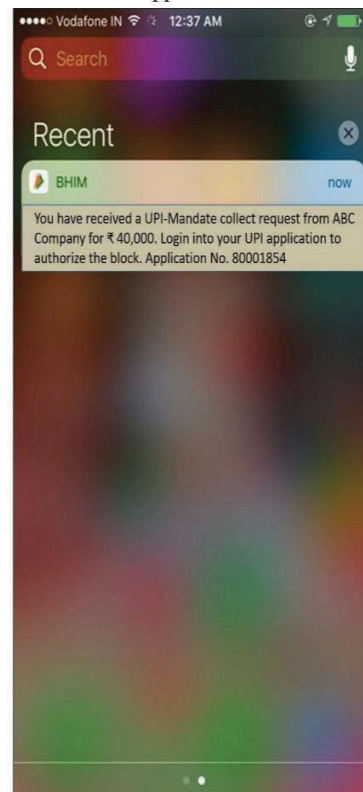 Vodafone IN 12:37 AM
Search
Recent
BHIM now
You have received a UPI-Mandate collect request from ABC
Company for ₹ 40,000. Login into your UPI application to
authorize the block. Application No. 80001854